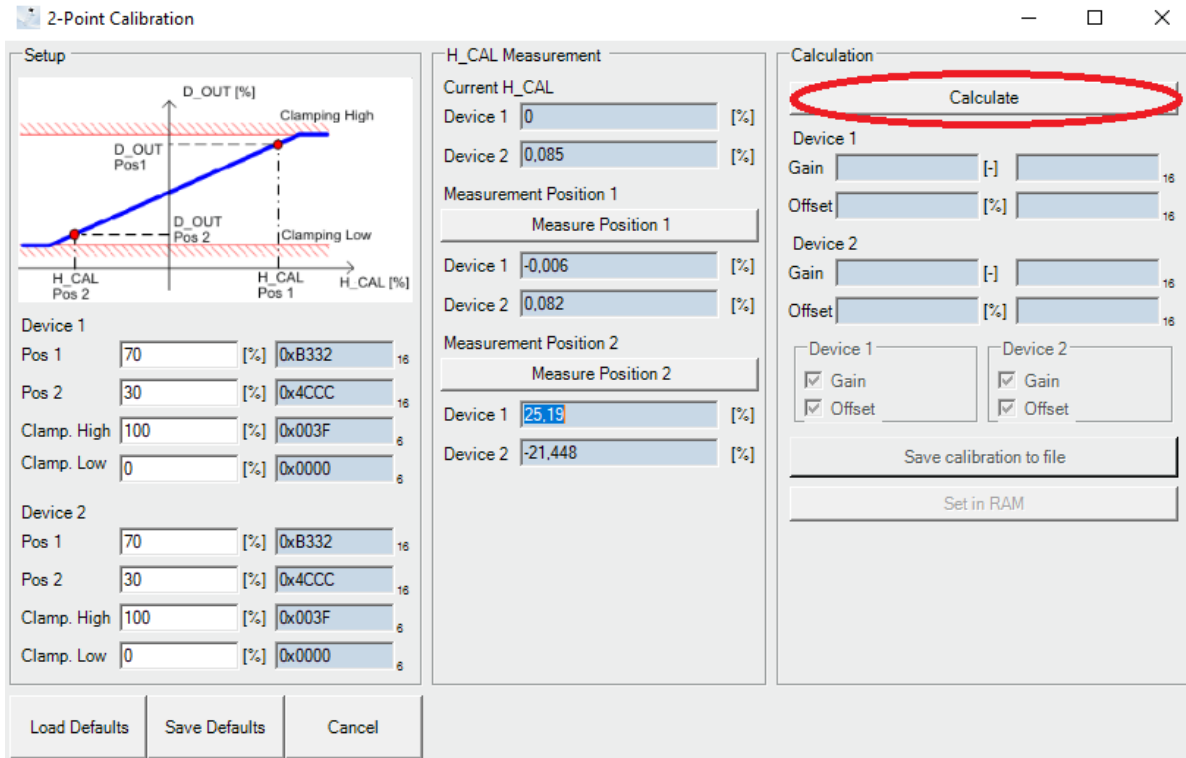 2-Point Calibration
Setup
D_OUT [%]
Clamping High
D_OUT
Pos1
D_OUT
Pos 2
Clamping Low
H_CAL
Pos 2
H_CAL
Pos 1
H_CAL [%]
Device 1
Pos 1 70 [%] 0xB332 16
Pos 2 30 [%] 0x4CCC 16
Clamp. High 100 [%] 0x003F 6
Clamp. Low 0 [%] 0x0000 6
Device 2
Pos 1 70 [%] 0xB332 16
Pos 2 30 [%] 0x4CCC 16
Clamp. High 100 [%] 0x003F 6
Clamp. Low 0 [%] 0x0000 6
Load Defaults Save Defaults Cancel
H_CAL Measurement
Current H_CAL
Device 1 0 [%]
Device 2 0,085 [%]
Measurement Position 1
Measure Position 1
Device 1 -0,006 [%]
Device 2 0,082 [%]
Measurement Position 2
Measure Position 2
Device 1 25,19 [%]
Device 2 -21,448 [%]
Calculation
Calculate
Device 1
Gain [-] 16
Offset [%] 16
Device 2
Gain [-] 16
Offset [%] 16
Device 1 Device 2
Gain Gain
Offset Offset
Save calibration to file
Set in RAM